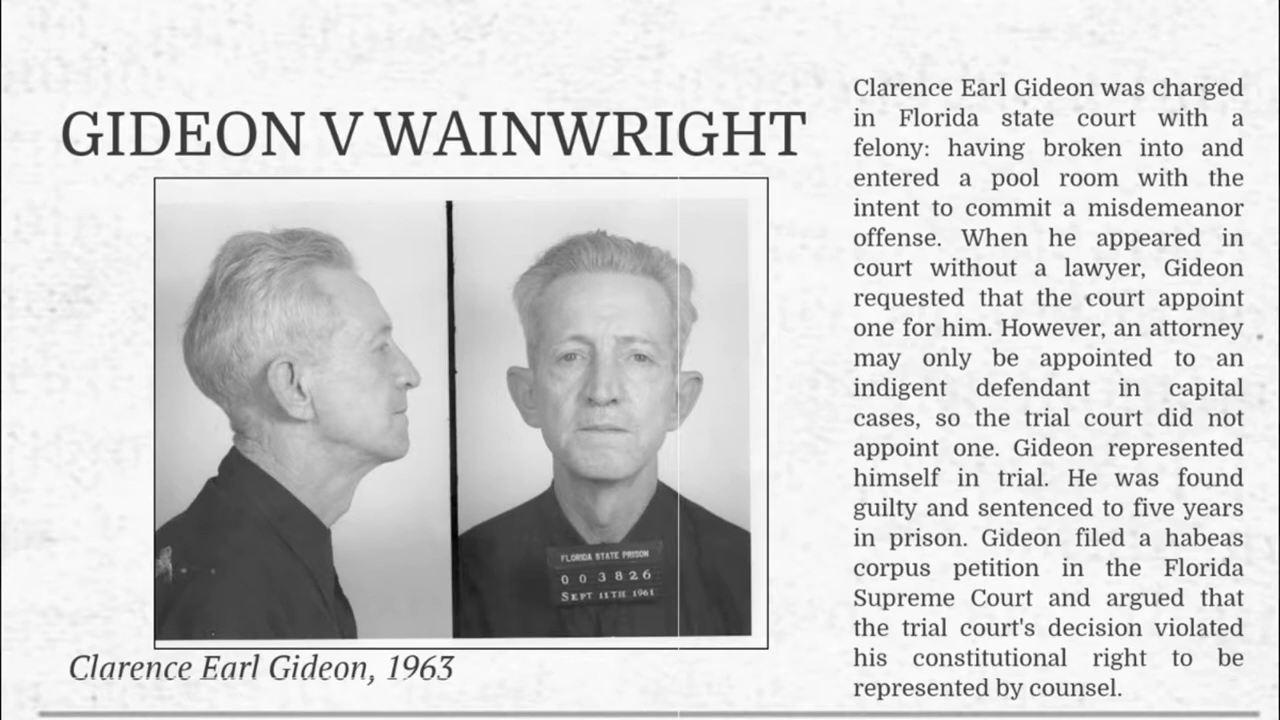 GIDEON V WAINWRIGHT
FLORIDA STATE PRISON
003826
SEPT 11TH 1961
Clarence Earl Gideon, 1963
Clarence Earl Gideon was charged
in Florida state court with a
felony: having broken into and
entered a pool room with the
intent to commit a misdemeanor
offense. When he appeared in
court without a lawyer, Gideon
requested that the court appoint
one for him. However, an attorney
may only be appointed to an
indigent defendant in capital
cases, so the trial court did not
appoint one. Gideon represented
himself in trial. He was found
guilty and sentenced to five years
in prison. Gideon filed a habeas
corpus petition in the Florida
Supreme Court and argued that
the trial court's decision violated
his constitutional right to be
represented by counsel.